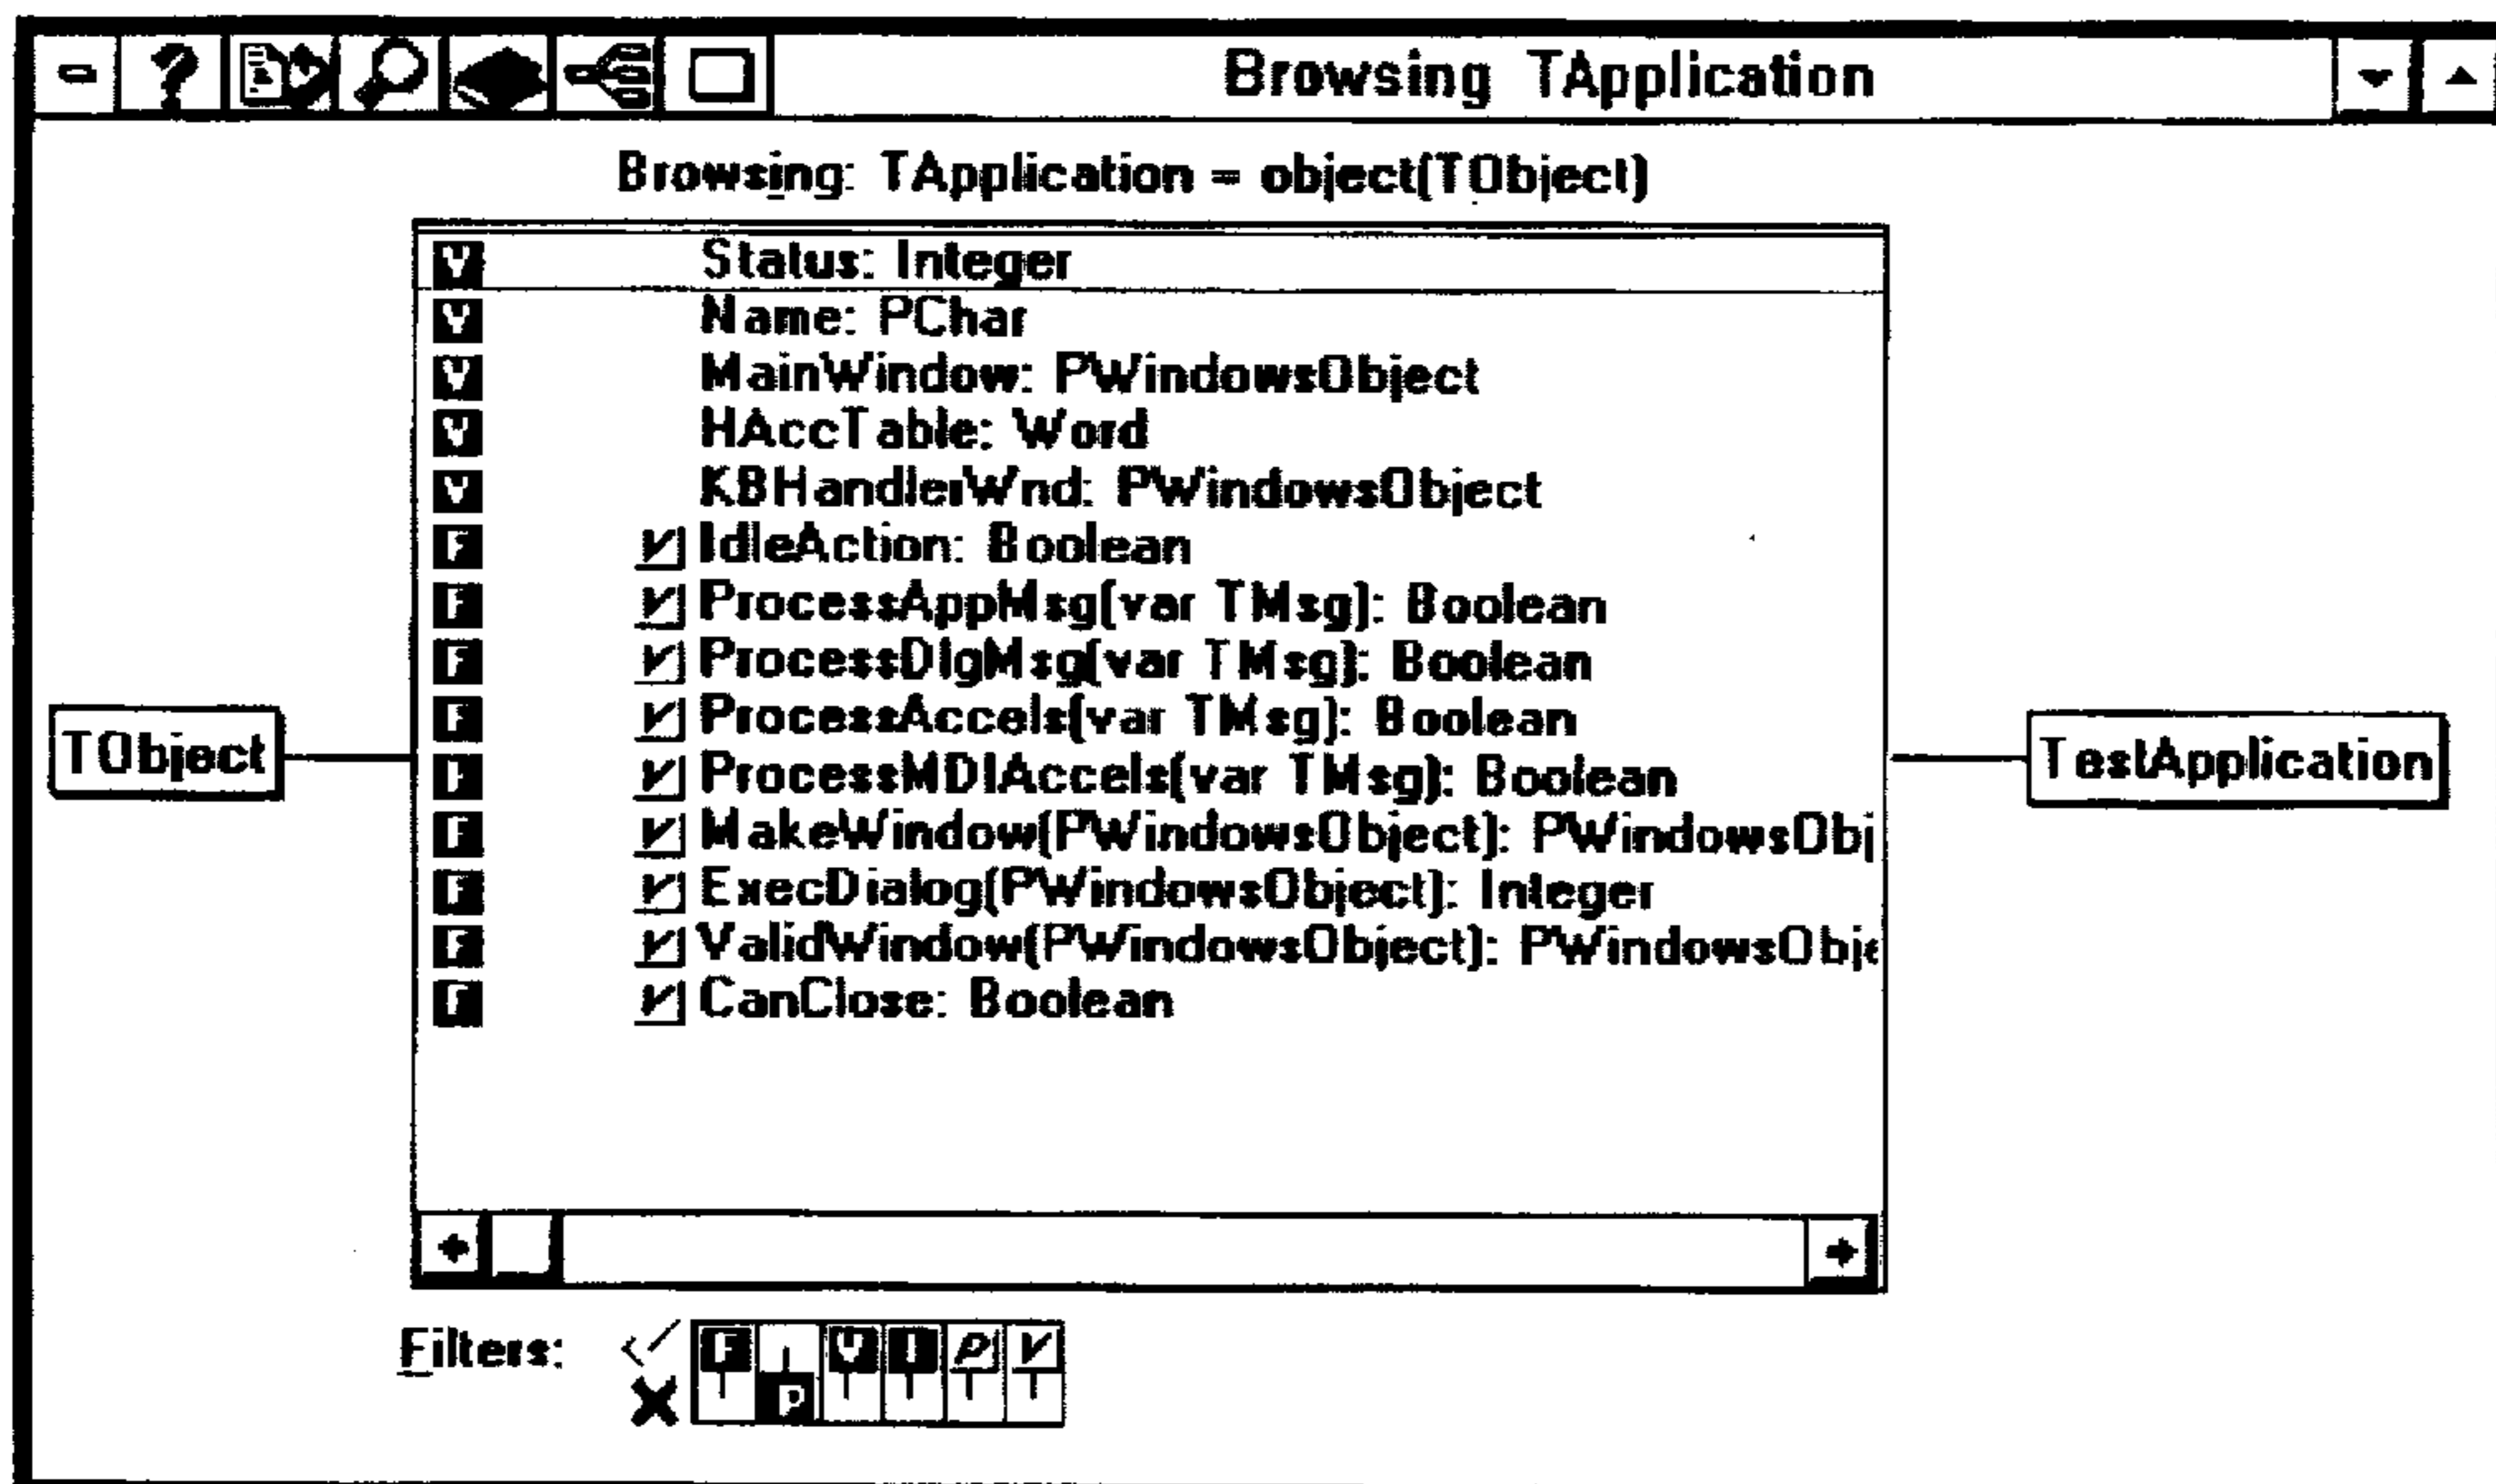 Browsing TApplication
Browsing: TApplication = object(TObject)
V Status: Integer
V Name: PChar
V MainWindow: PWindowsObject
V HAccTable: Word
V KBHandlerWnd: PWindowsObject
F V IdleAction: Boolean
F V ProcessAppMsg(var TMsg): Boolean
F V ProcessDlgMsg(var TMsg): Boolean
F V ProcessAccels(var TMsg): Boolean
F V ProcessMDIAccels(var TMsg): Boolean
F V MakeWindow(PWindowsObject): PWindowsObj
F V ExecDialog(PWindowsObject): Integer
F V ValidWindow(PWindowsObject): PWindowsObje
F V CanClose: Boolean
TObject
TestApplication
Filters: F V I P V
P